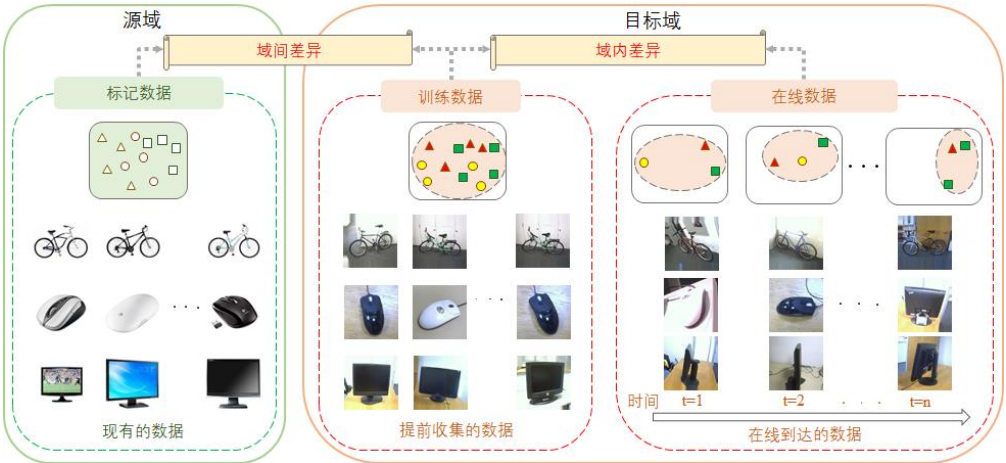 源域
目标域
域间差异
域内差异
标记数据
训练数据
在线数据
时间
t=1
t=2
t=n
现有的数据
提前收集的数据
在线到达的数据